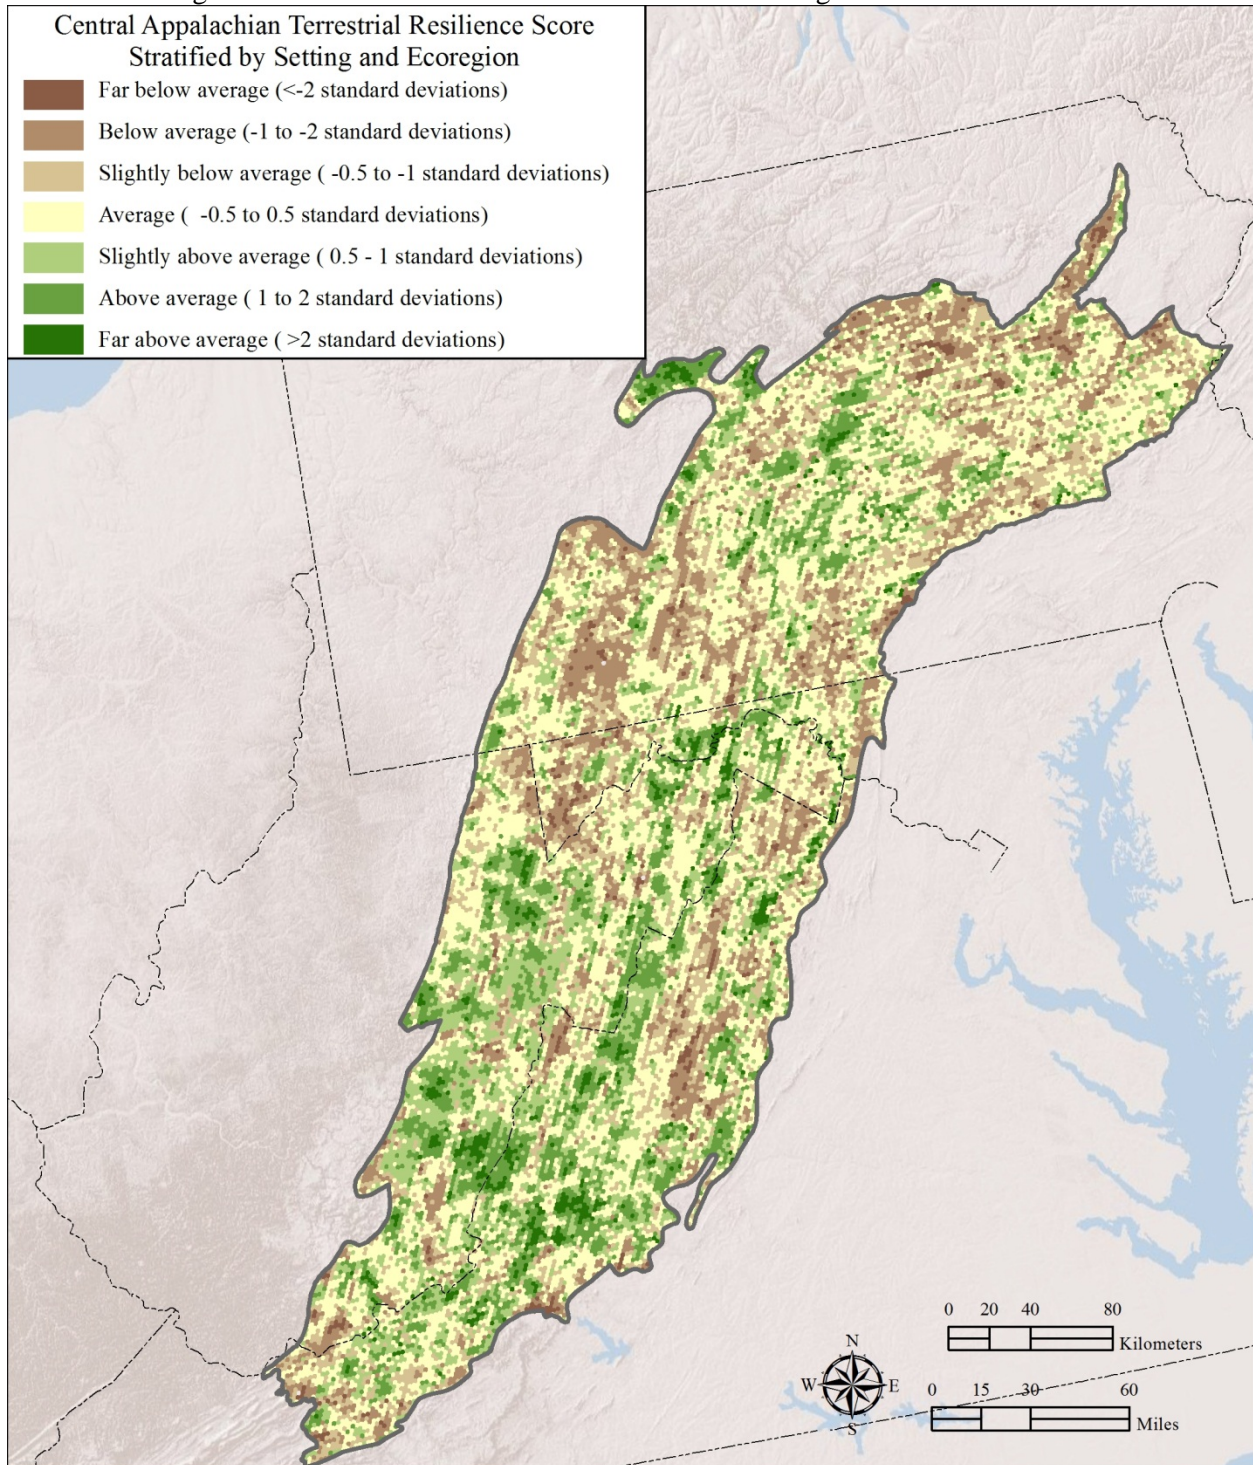 Central Appalachian Terrestrial Resilience Score
Stratified by Setting and Ecoregion
Far below average (<-2 standard deviations)
Below average (-1 to -2 standard deviations)
Slightly below average ( -0.5 to -1 standard deviations)
Average (  -0.5 to 0.5 standard deviations)
Slightly above average ( 0.5 - 1 standard deviations)
Above average ( 1 to 2 standard deviations)
Far above average ( >2 standard deviations)
0 20 40 80
Kilometers
N
W E
S
0 15 30 60
Miles